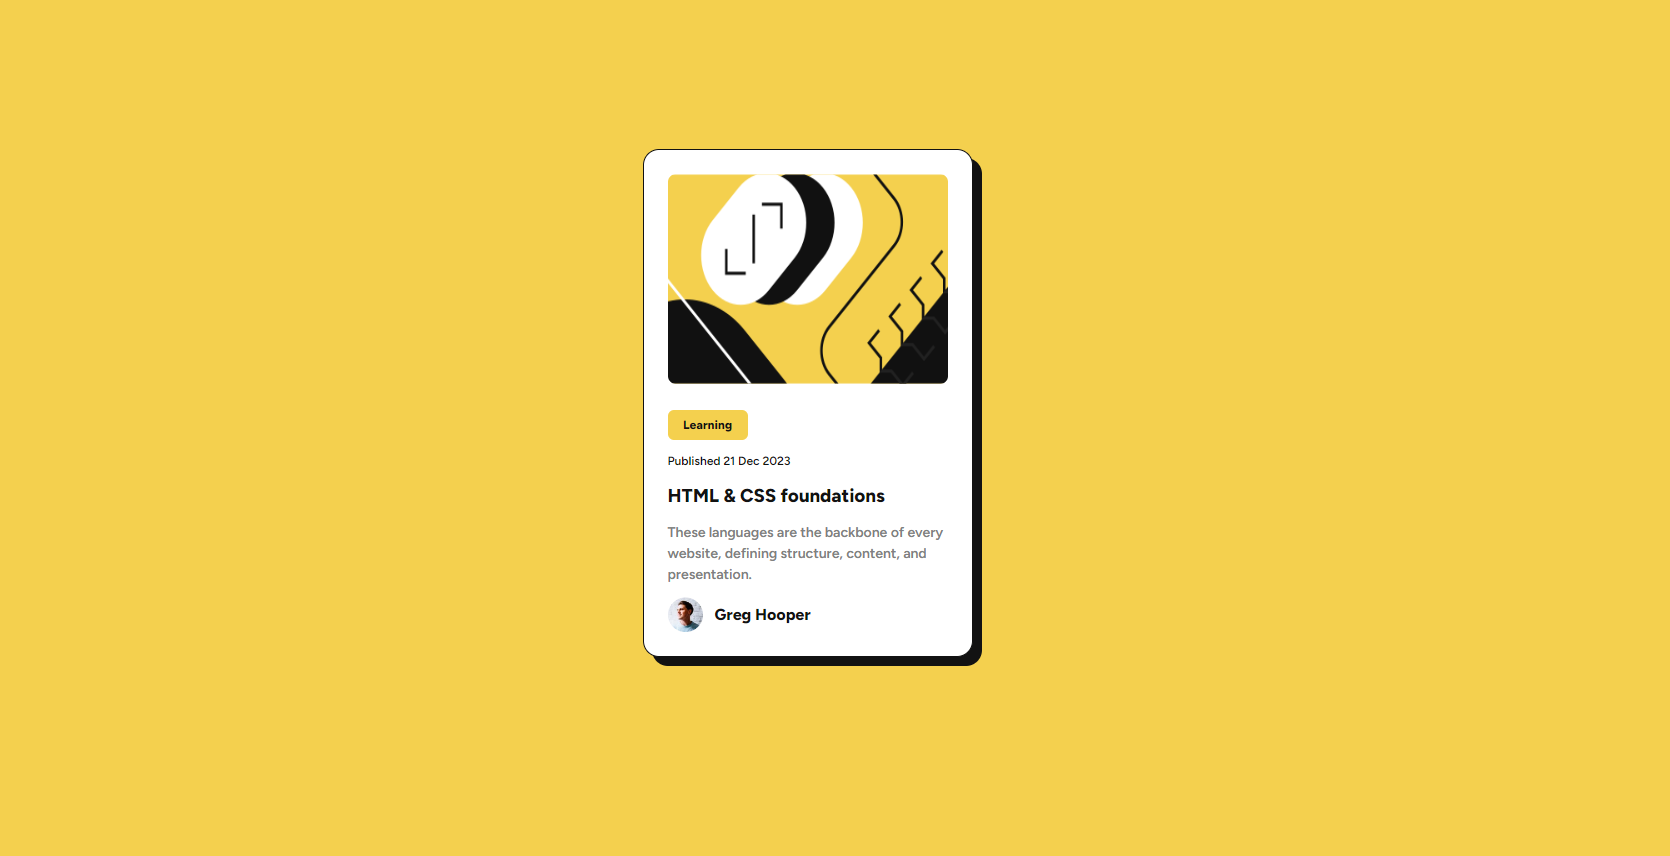 Learning
Published 21 Dec 2023
HTML & CSS foundations
These languages are the backbone of every
website, defining structure, content, and
presentation.
Greg Hooper